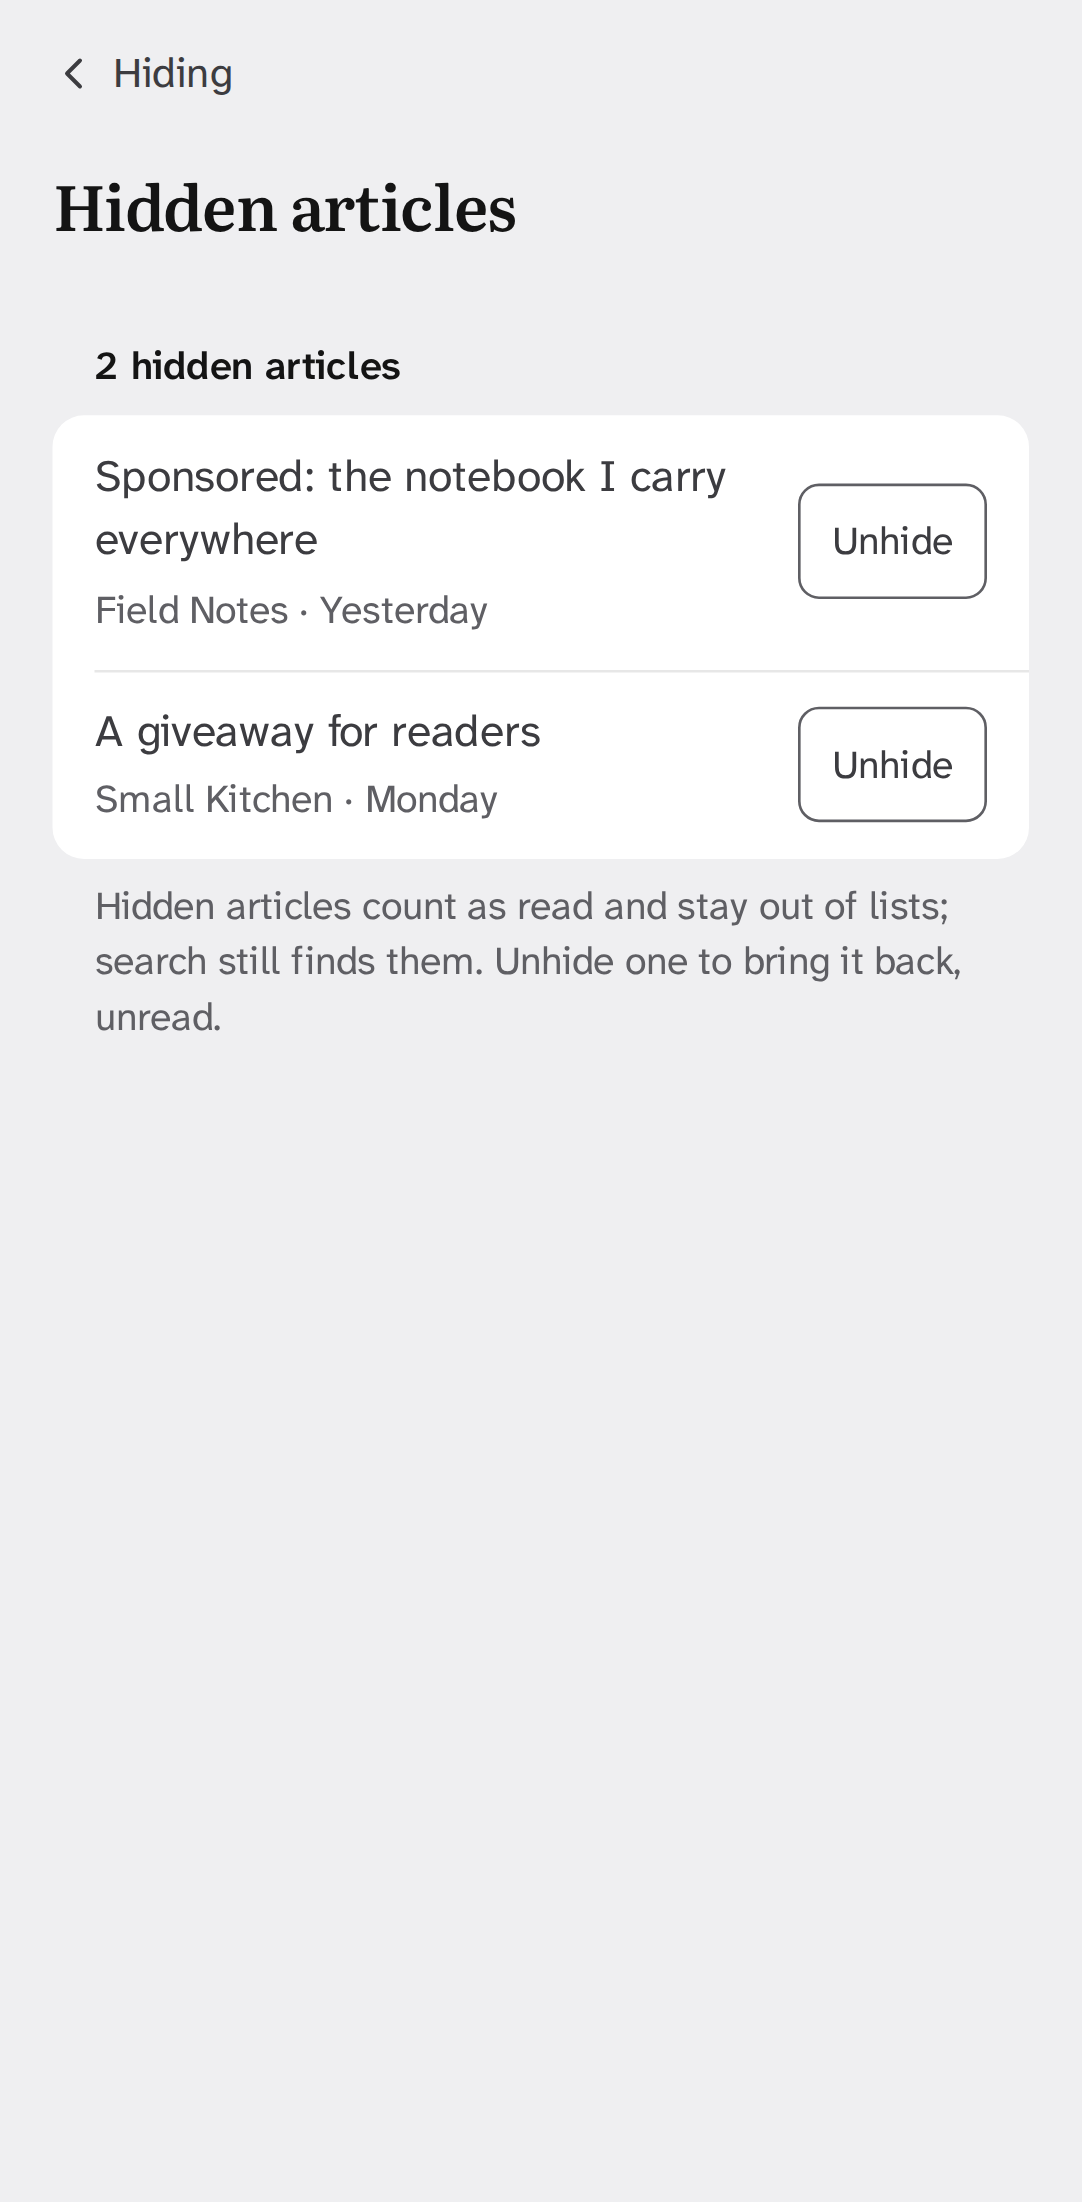 Hiding
Hidden articles
2 hidden articles
Sponsored: the notebook I carry
everywhere
Unhide
Field Notes · Yesterday
A giveaway for readers
Unhide
Small Kitchen · Monday
Hidden articles count as read and stay out of lists;
search still finds them. Unhide one to bring it back,
unread.